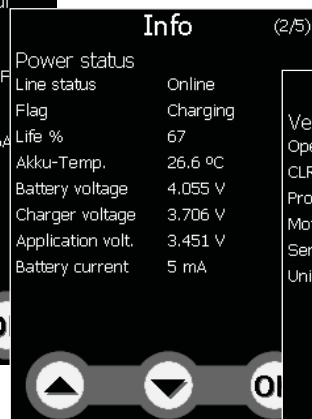 Info (2/5)
Power status
Line status Online
Flag Charging
Life % 67
Akku-Temp. 26.6 ºC
Battery voltage 4.055 V
Charger voltage 3.706 V
Application volt. 3.451 V
Battery current 5 mA